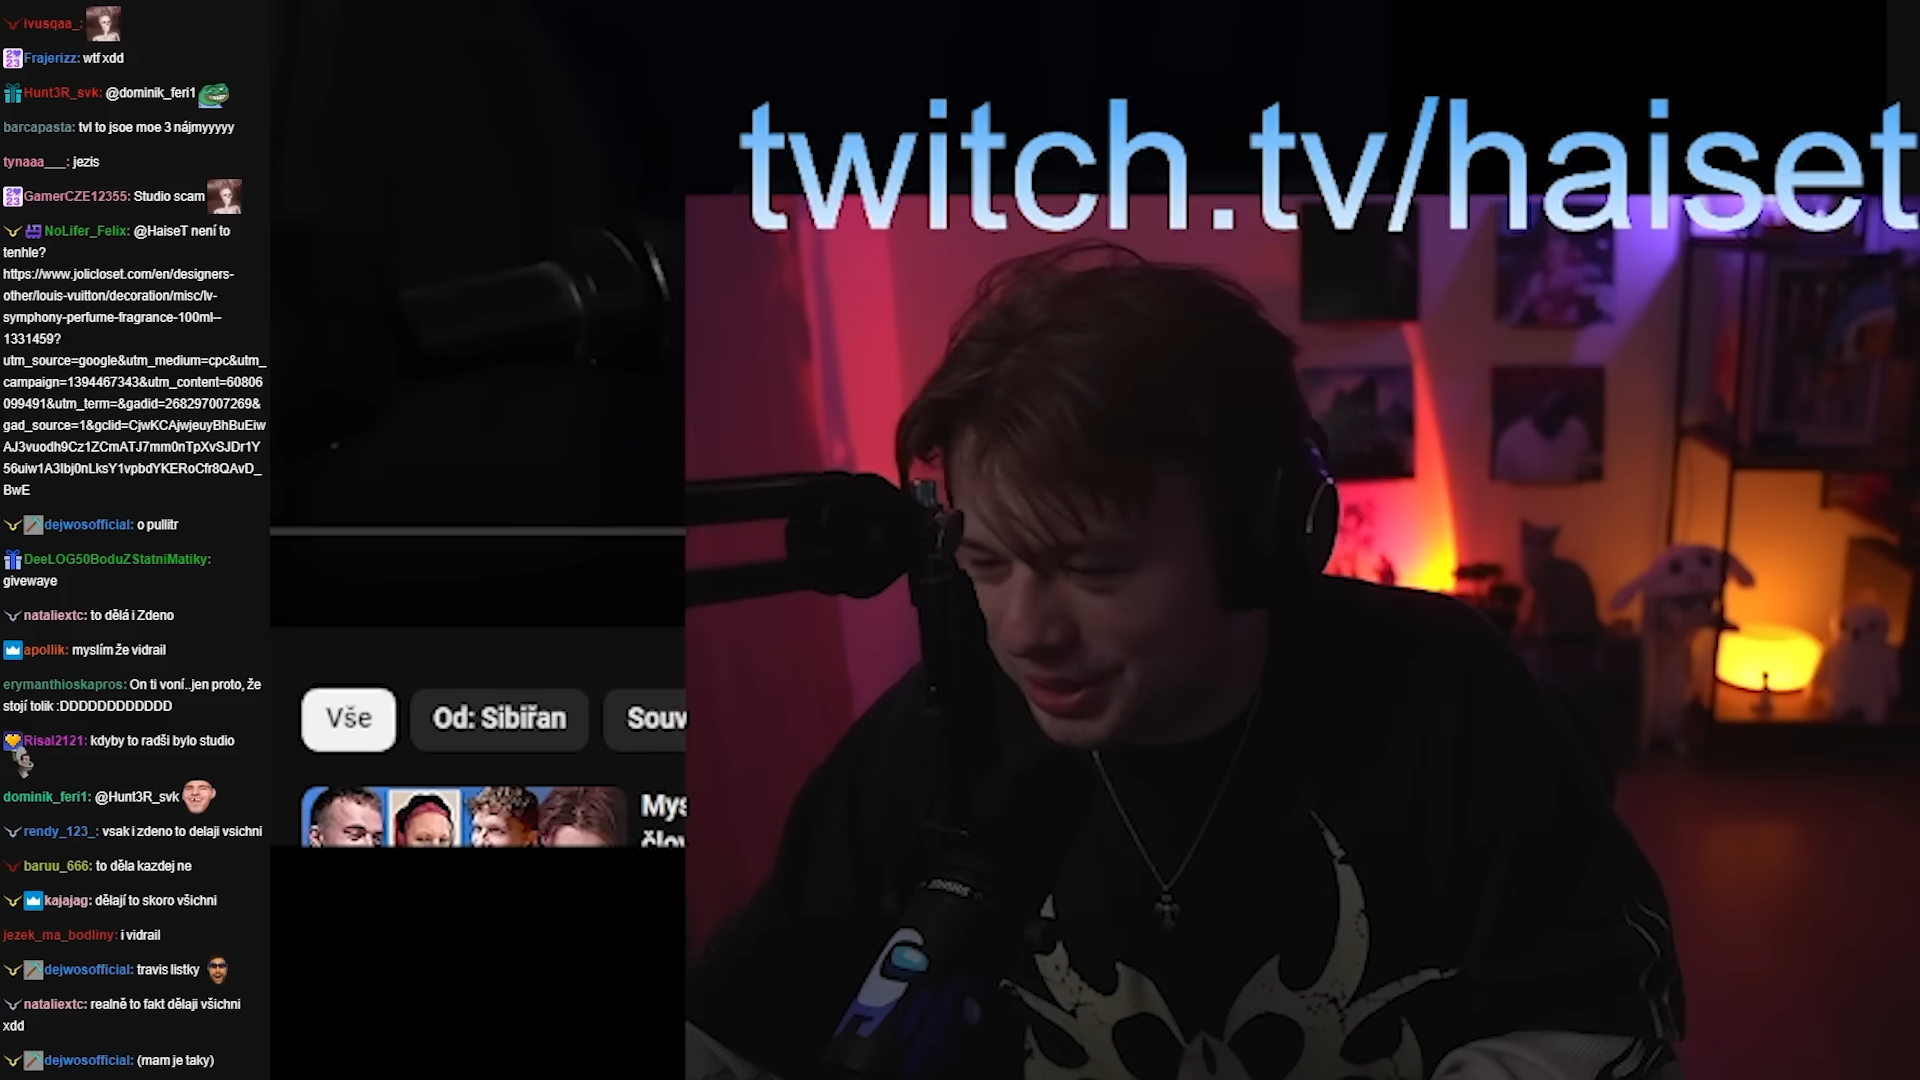 ivusqaa_:
Frajerizz: wtf xdd
Hunt3R_svk: @dominik_feri1
barcapasta: tvl to jsoe moe 3 nájmyyyyy
tynaaa___: jezis
GamerCZE12355: Studio scam
NoLifer_Felix: @HaiseT není to
tenhle?
https://www.jolicloset.com/en/designers-
other/louis-vuitton/decoration/misc/lv-
symphony-perfume-fragrance-100ml--
1331459?
utm_source=google&utm_medium=cpc&utm_
campaign=1394467343&utm_content=60806
099491&utm_term=&gadid=268297007269&
gad_source=1&gclid=CjwKCAjwjeuyBhBuEiw
AJ3vuodh9Cz1ZCmATJ7mm0nTpXvSJDr1Y
56uiw1A3lbj0nLksY1vpbdYKERoCfr8QAvD_
BwE
dejwosofficial: o pullitr
DeeLOG50BoduZStatniMatiky:
givewaye
nataliextc: to dělá i Zdeno
apollik: myslím že vidrail
erymanthioskapros: On ti voní..jen proto, že
stojí tolik :DDDDDDDDDDDD
Risal2121: kdyby to radši bylo studio
dominik_feri1: @Hunt3R_svk
rendy_123_: vsak i zdeno to delaji vsichni
baruu_666: to děla kazdej ne
kajajag: dělají to skoro všichni
jezek_ma_bodliny: i vidrail
dejwosofficial: travis listky
nataliextc: realně to fakt dělaji všichni
xdd
dejwosofficial: (mam je taky)
twitch.tv/haiset
Vše
Od: Sibiřan
Souv
Mys
člov